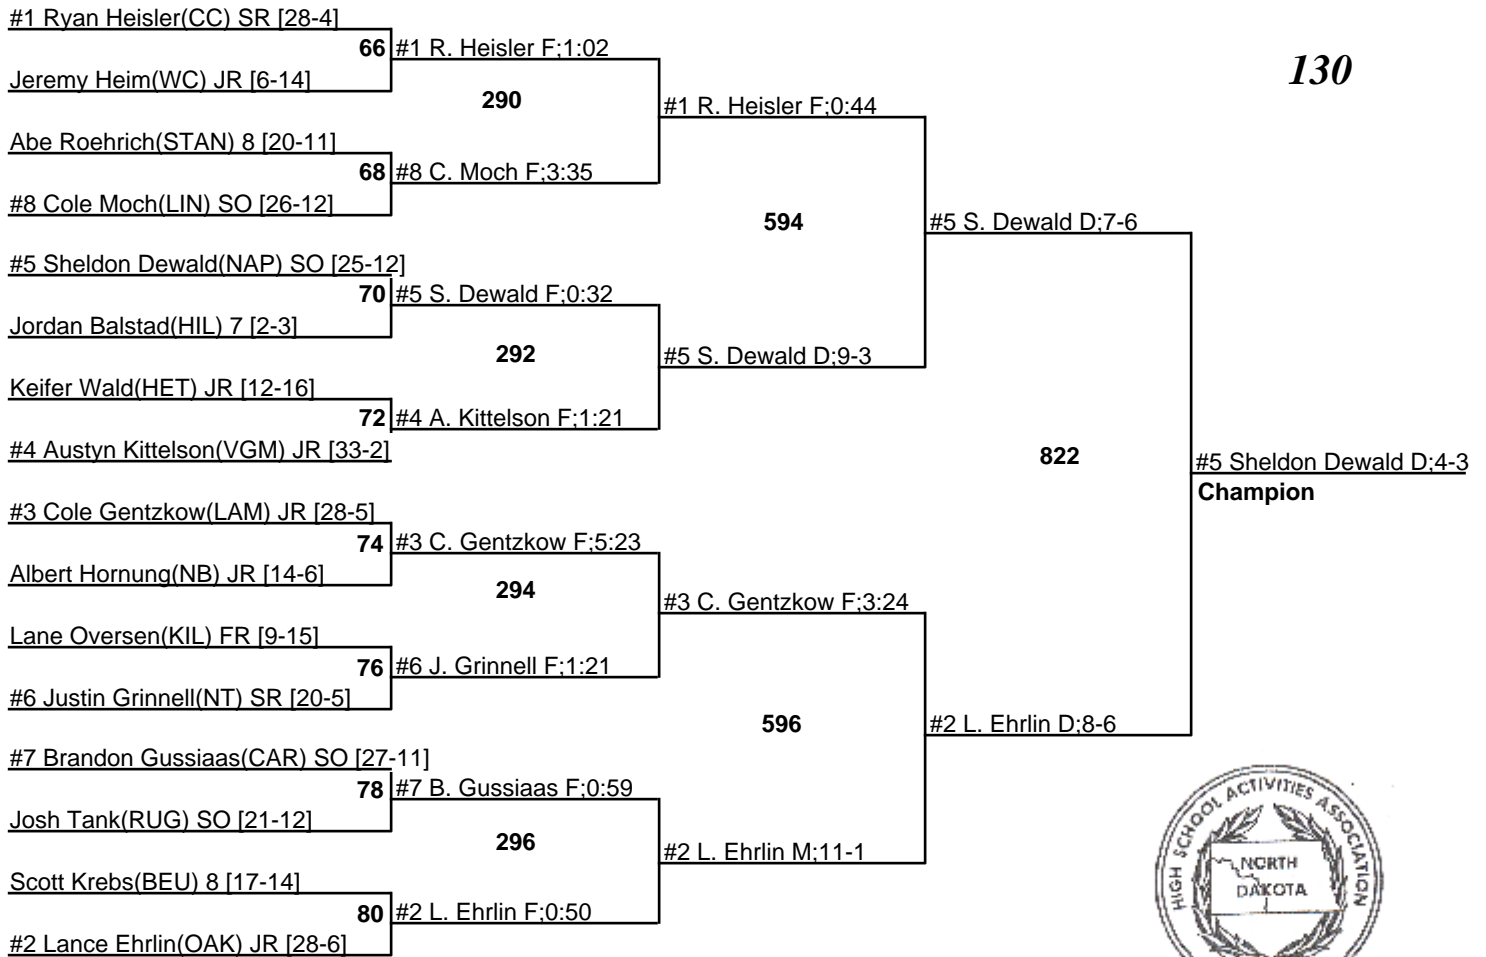 #1 Ryan Heisler(CC) SR [28-4]
66 #1 R. Heisler F;1:02
130
Jeremy Heim(WC) JR [6-14]
290
#1 R. Heisler F;0:44
Abe Roehrich(STAN) 8 [20-11]
68 #8 C. Moch F;3:35
#8 Cole Moch(LIN) SO [26-12]
594
#5 S. Dewald D;7-6
#5 Sheldon Dewald(NAP) SO [25-12]
70 #5 S. Dewald F;0:32
Jordan Balstad(HIL) 7 [2-3]
292
#5 S. Dewald D;9-3
Keifer Wald(HET) JR [12-16]
72 #4 A. Kittelson F;1:21
#4 Austyn Kittelson(VGM) JR [33-2]
822
#5 Sheldon Dewald D;4-3
Champion
#3 Cole Gentzkow(LAM) JR [28-5]
74 #3 C. Gentzkow F;5:23
Albert Hornung(NB) JR [14-6]
294
#3 C. Gentzkow F;3:24
Lane Oversen(KIL) FR [9-15]
76 #6 J. Grinnell F;1:21
#6 Justin Grinnell(NT) SR [20-5]
596
#2 L. Ehrlin D;8-6
#7 Brandon Gussiaas(CAR) SO [27-11]
78 #7 B. Gussiaas F;0:59
Josh Tank(RUG) SO [21-12]
296
#2 L. Ehrlin M;11-1
Scott Krebs(BEU) 8 [17-14]
80 #2 L. Ehrlin F;0:50
#2 Lance Ehrlin(OAK) JR [28-6]
HIGH SCHOOL ACTIVITIES ASSOCIATION
NORTH
DAKOTA